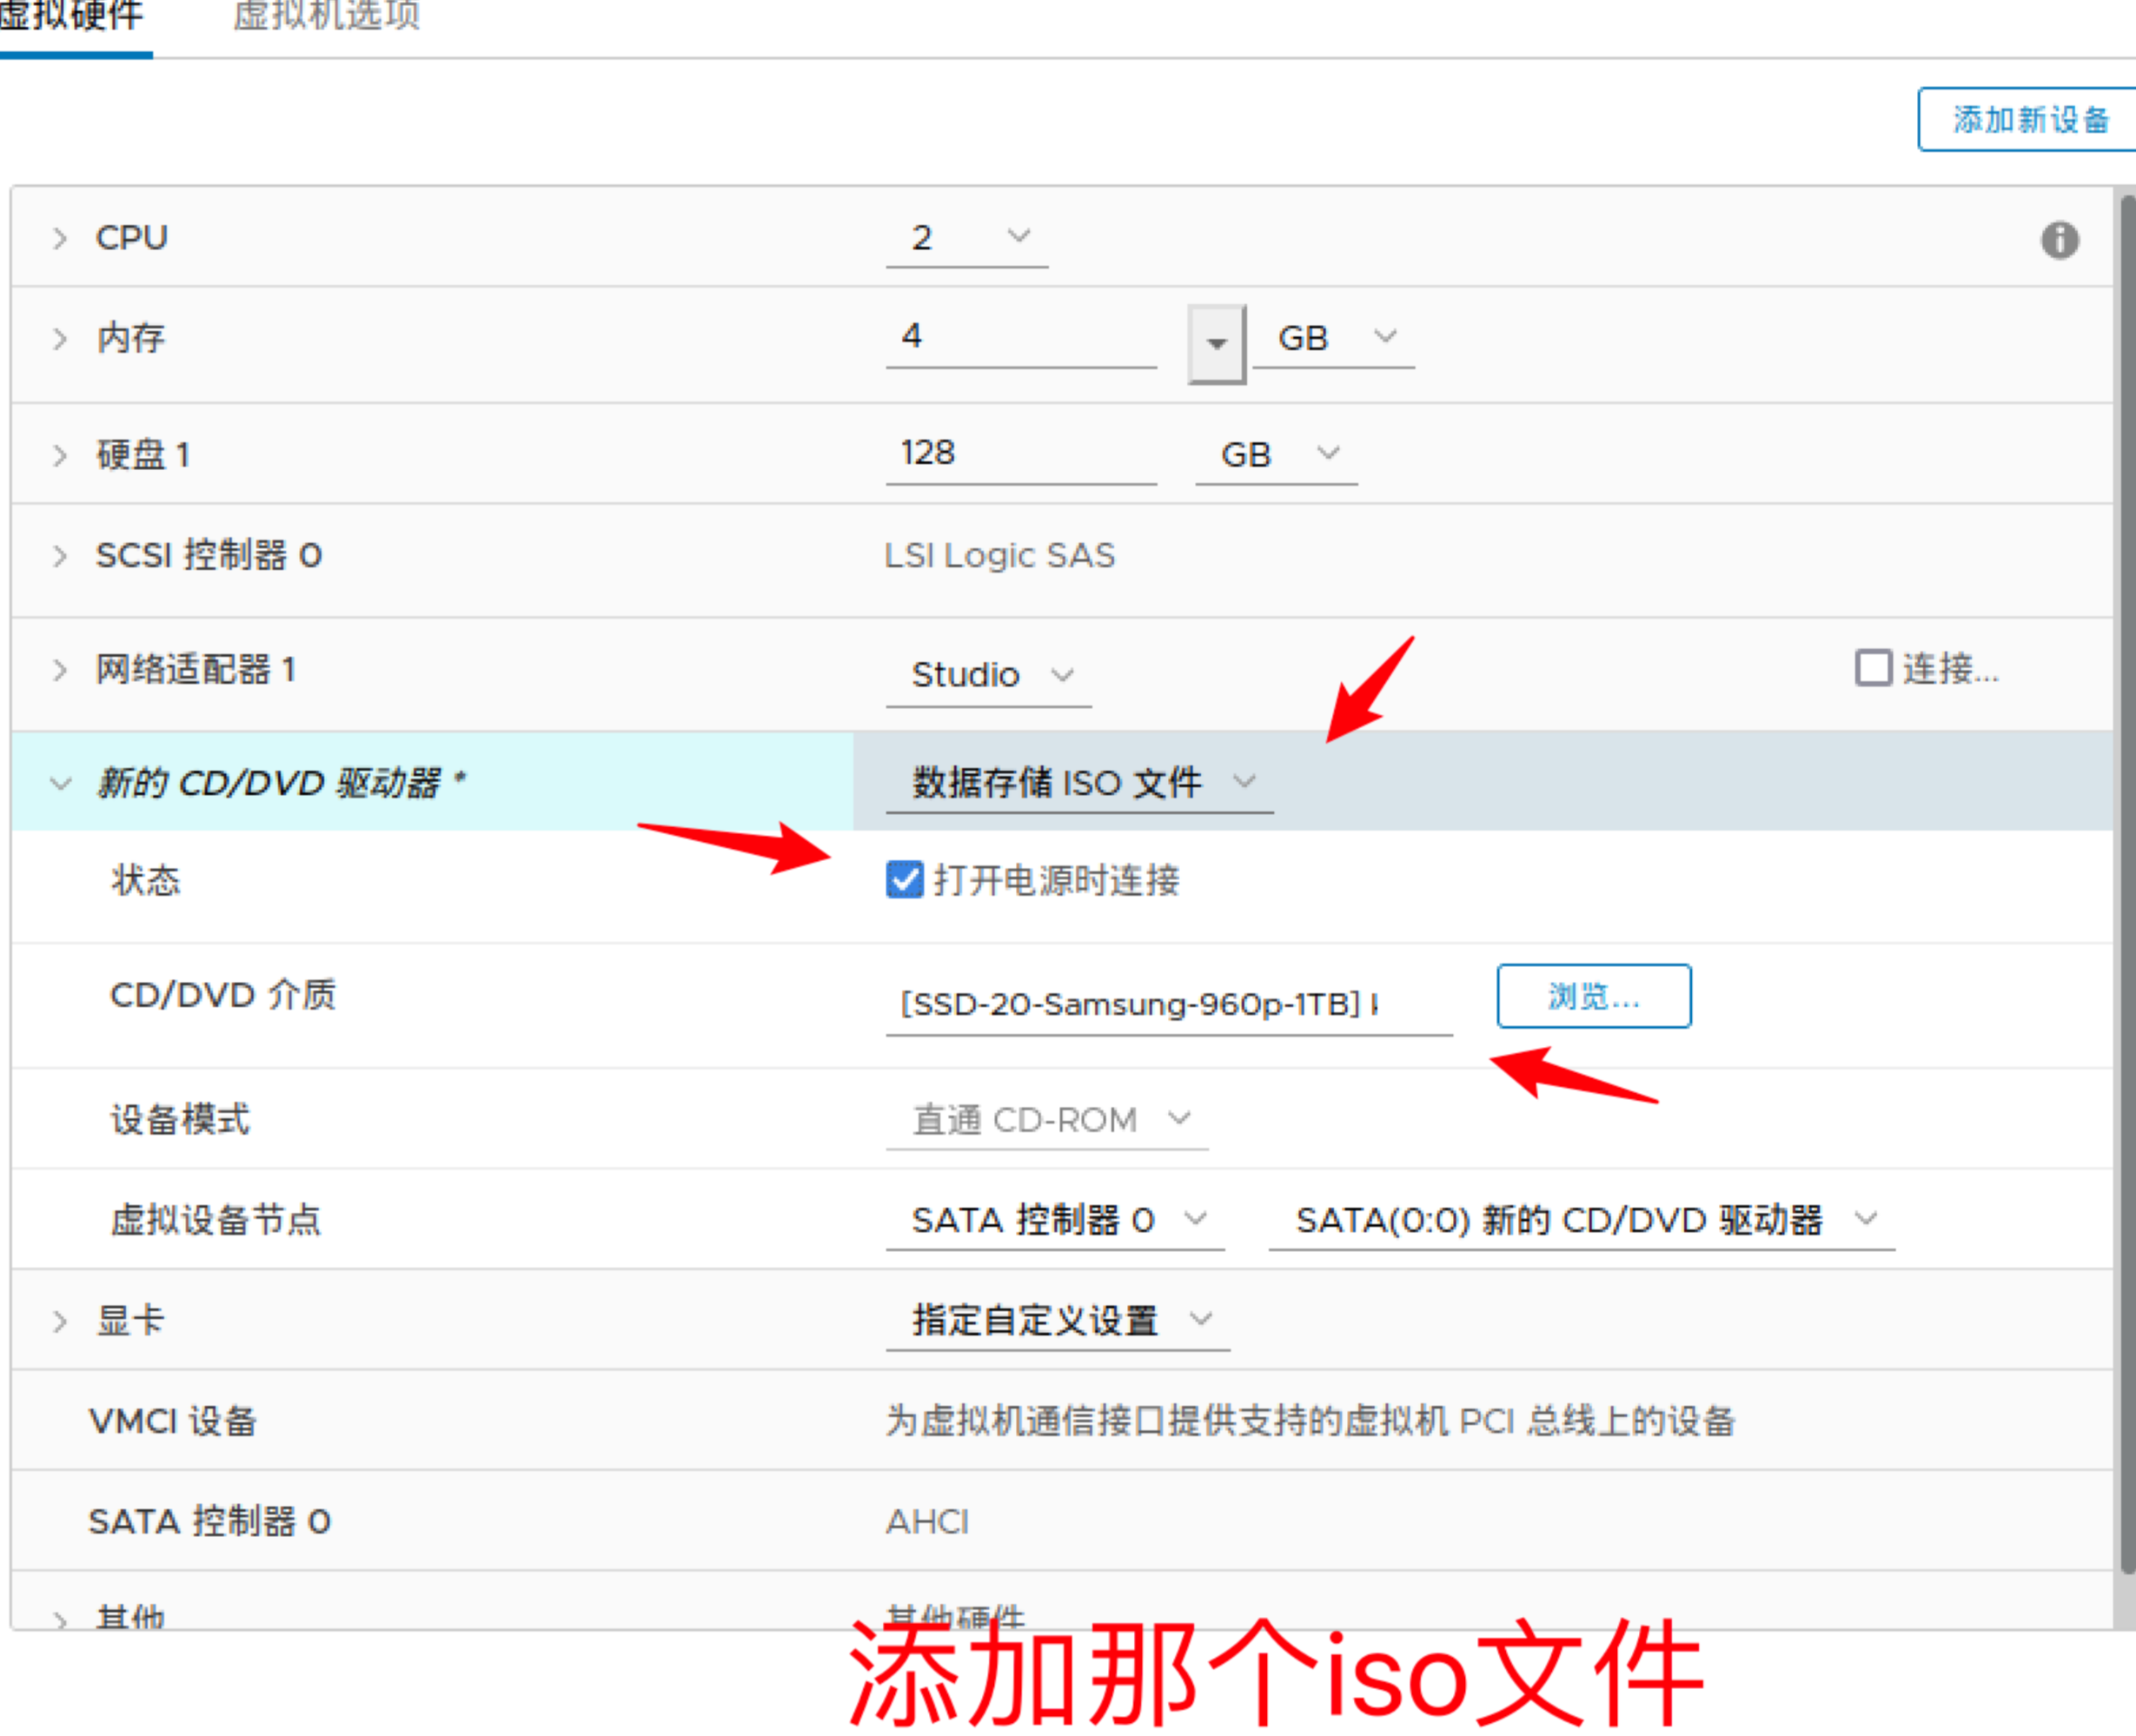 虚拟硬件 虚拟机选项
添加新设备
CPU 2
内存 4 GB
硬盘 1 128 GB
SCSI 控制器 0 LSI Logic SAS
网络适配器 1 Studio 连接...
新的 CD/DVD 驱动器 * 数据存储 ISO 文件
状态 打开电源时连接
CD/DVD 介质 [SSD-20-Samsung-960p-1TB] 浏览...
设备模式 直通 CD-ROM
虚拟设备节点 SATA 控制器 0 SATA(0:0) 新的 CD/DVD 驱动器
显卡 指定自定义设置
VMCI 设备 为虚拟机通信接口提供支持的虚拟机 PCI 总线上的设备
SATA 控制器 0 AHCI
其他 其他硬件
添加那个iso文件